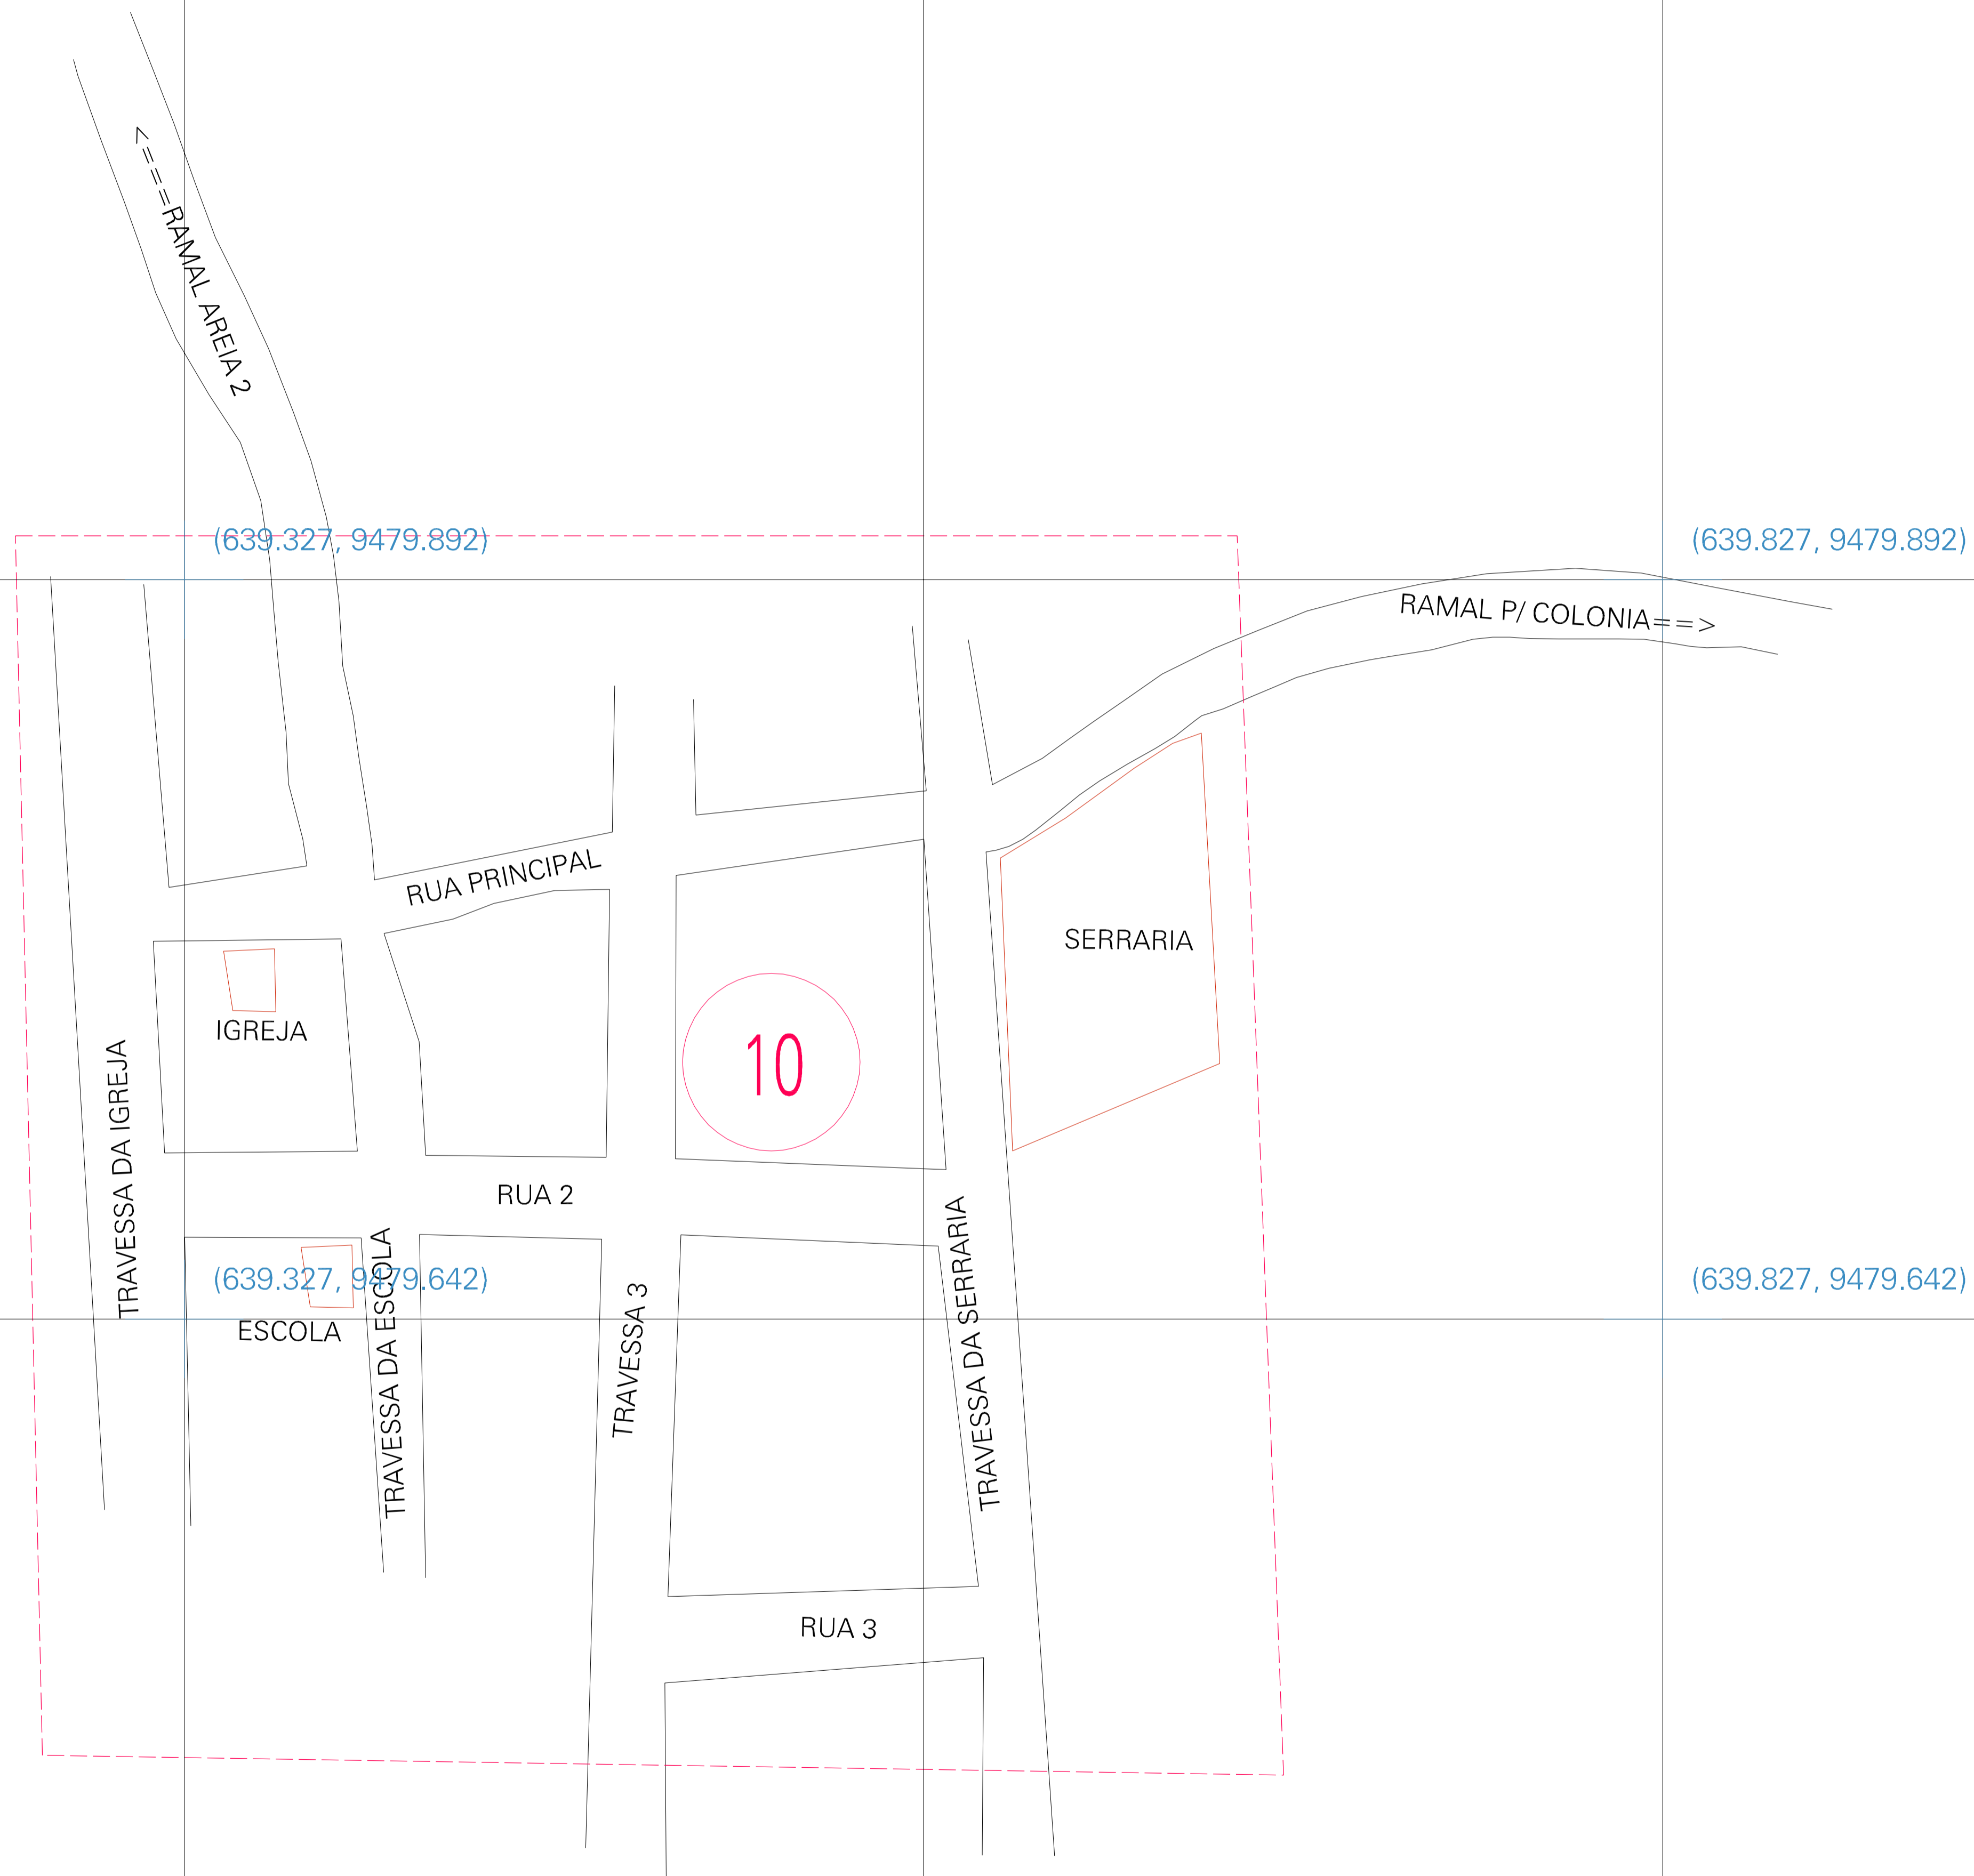 <====RAMAL AREIA 2
(639.327, 9479.892)
(639.827, 9479.892)
RAMAL P/ COLONIA===>
RUA PRINCIPAL
SERRARIA
IGREJA
10
TRAVESSA DA IGREJA
RUA 2
(639.327, 9479.642)
(639.827, 9479.642)
ESCOLA
TRAVESSA DA ESCOLA
TRAVESSA 3
TRAVESSA DA SERRARIA
RUA 3